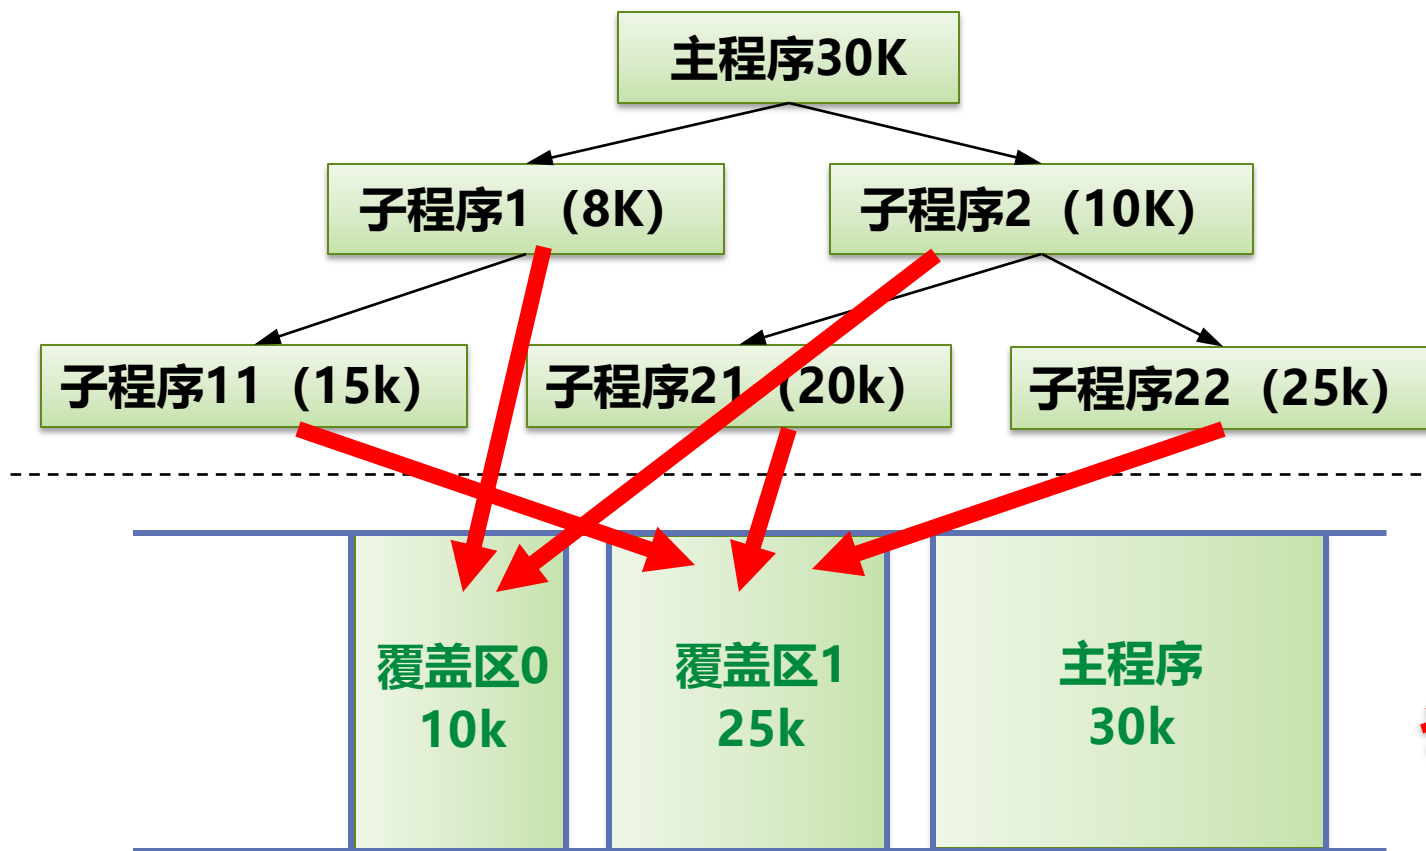 主程序30K
子程序1（8K）
子程序2（10K）
子程序11（15k）
子程序21（20k）
子程序22（25k）
覆盖区0
10k
覆盖区1
25k
主程序
30k